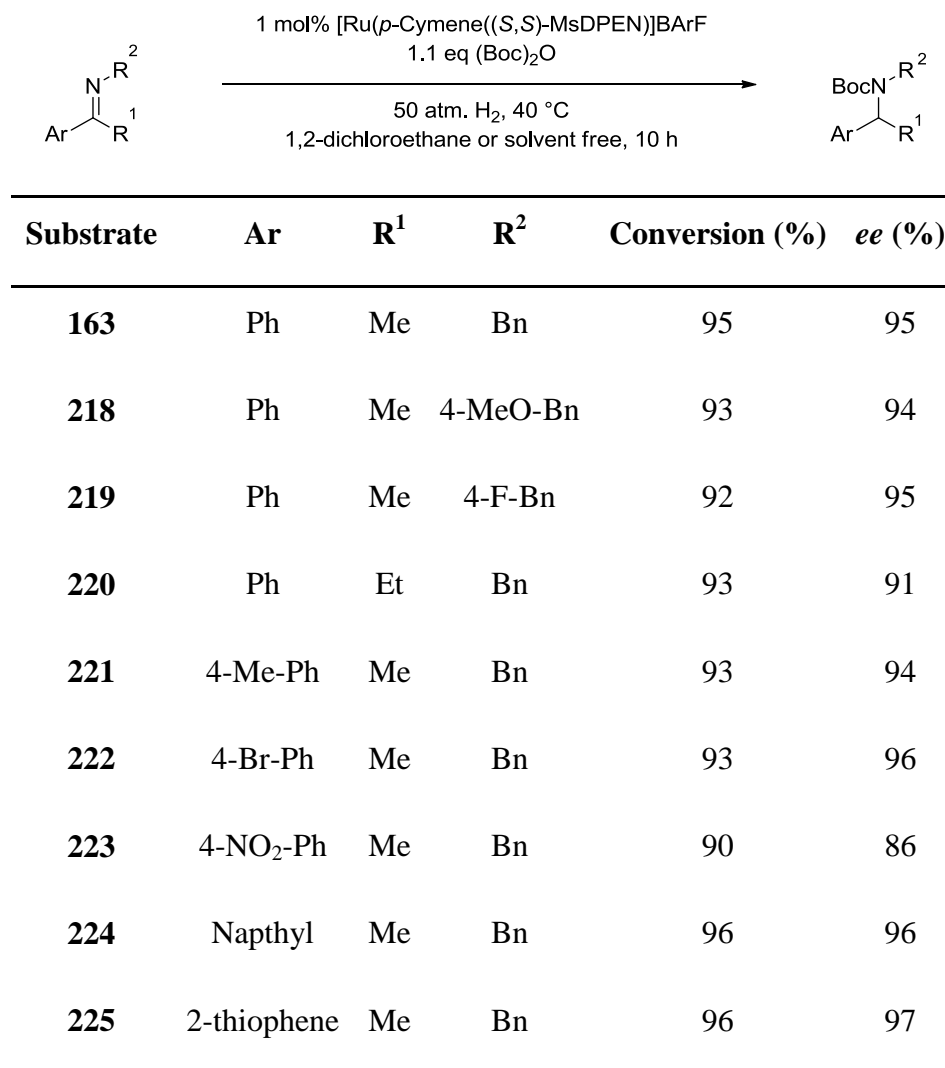 1 mol% [Ru(p-Cymene((S,S)-MsDPEN)]BArF
1.1 eq (Boc)₂O
50 atm. H₂, 40 °C
1,2-dichloroethane or solvent free, 10 h
R²
N
Ar R¹
R²
BocN
Ar R¹
Substrate Ar R¹ R² Conversion (%) ee (%)
163 Ph Me Bn 95 95
218 Ph Me 4-MeO-Bn 93 94
219 Ph Me 4-F-Bn 92 95
220 Ph Et Bn 93 91
221 4-Me-Ph Me Bn 93 94
222 4-Br-Ph Me Bn 93 96
223 4-NO₂-Ph Me Bn 90 86
224 Napthyl Me Bn 96 96
225 2-thiophene Me Bn 96 97